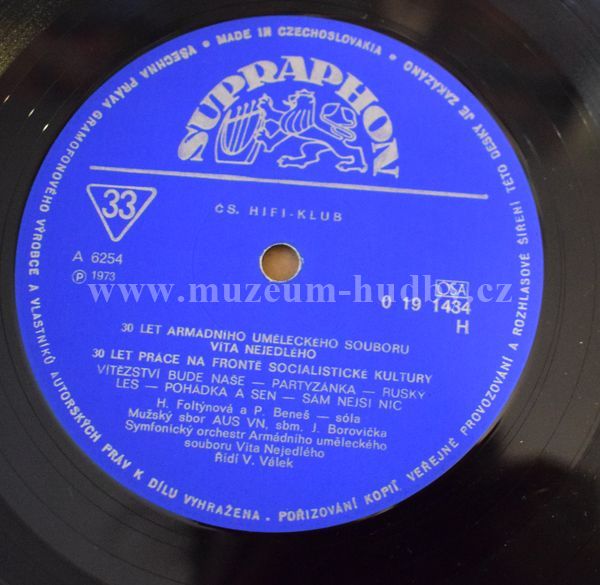 VŠECHNA PRÁVA GRAMOFONOVÉHO VÝROBCE A VLASTNÍKŮ AUTORSKÝCH PRÁV K DÍLU VYHRAŽENA. POŘIZOVÁNÍ KOPIÍ, VEŘEJNÉ PROVOZOVÁNÍ A ROZHLASOVÉ ŠÍŘENÍ TÉTO DESKY JE ZAKÁZÁNO • MADE IN CZECHOSLOVAKIA •
SUPRAPHON
33
ČS. HIFI-KLUB
A 6254
Ⓟ 1973
OSA
0 19 1434
H
www.muzeum-hudby.cz
30 LET ARMÁDNÍHO UMĚLECKÉHO SOUBORU
VÍTA NEJEDLÉHO
30 LET PRÁCE NA FRONTĚ SOCIALISTICKÉ KULTURY
VÍTĚZSTVÍ BUDE NAŠE — PARTYZÁNKA — RUSKÝ
LES — POHÁDKA A SEN — SÁM NEJSI NIC
H. Foltýnová a P. Beneš — sóla
Mužský sbor AUS VN, sbm. J. Borovička
Symfonický orchestr Armádního uměleckého
souboru Víta Nejedlého
Řídí V. Válek